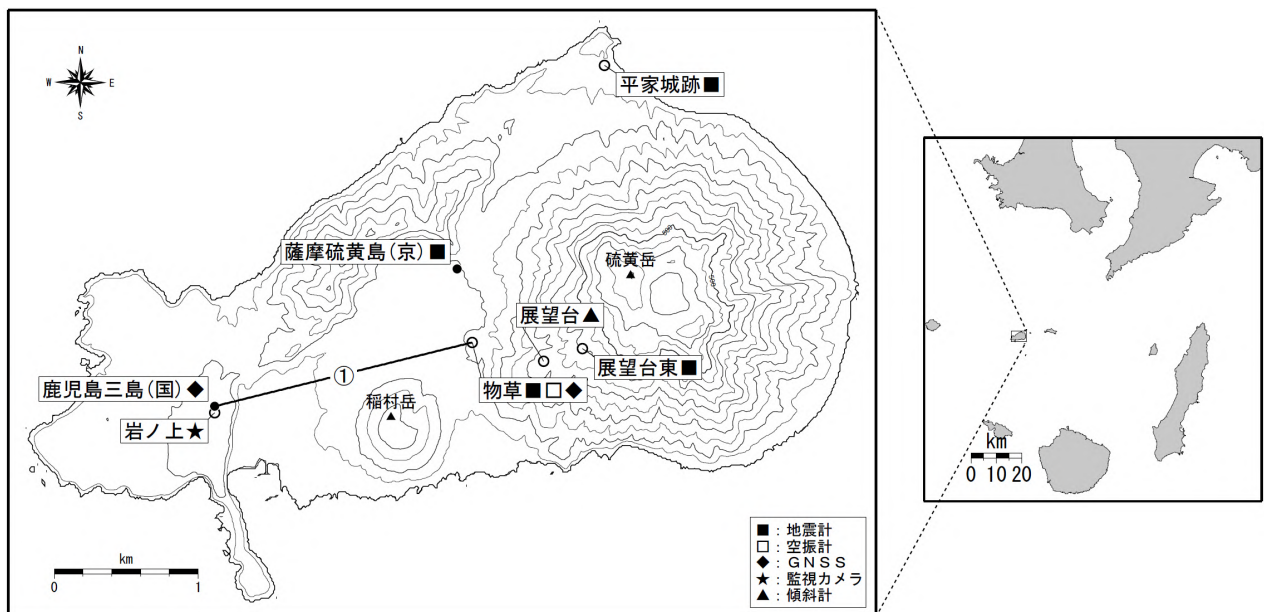 N
W E
S
平家城跡■
薩摩硫黄島(京)■
硫黄岳
展望台▲
展望台東■
①
鹿児島三島(国)◆
物草■□◆
稲村岳
岩ノ上★
km
0 1
■:地震計
□:空振計
◆:GNSS
★:監視カメラ
▲:傾斜計
km
0 10 20